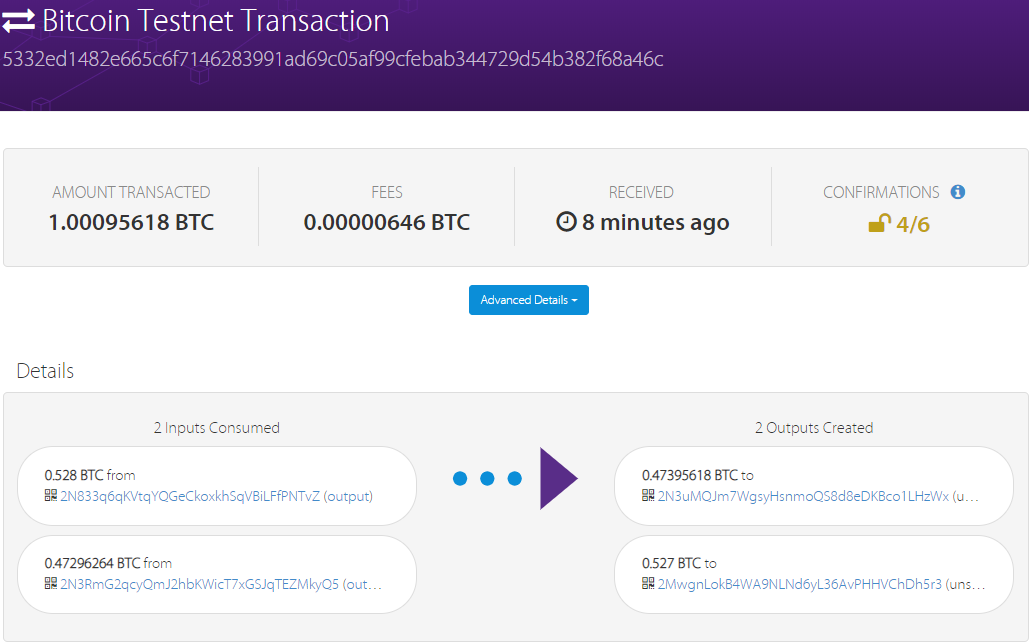 Bitcoin Testnet Transaction
5332ed1482e665c6f7146283991ad69c05af99cfebab344729d54b382f68a46c
AMOUNT TRANSACTED FEES RECEIVED CONFIRMATIONS
1.00095618 BTC 0.00000646 BTC 8 minutes ago 4/6
Advanced Details
Details
2 Inputs Consumed
0.528 BTC from
2N833q6qKVtqYQGeCkoxkhSqVBiLFfPNTvZ (output)
0.47296264 BTC from
2N3RmG2qcyQmJ2hbKWicT7xGSJqTEZMkyQ5 (out...
2 Outputs Created
0.47395618 BTC to
2N3uMQJm7WgsyHsnmoQS8d8eDKBco1LHzWx (u...
0.527 BTC to
2MwgnLokB4WA9NLNd6yL36AvPHHVChDh5r3 (uns...